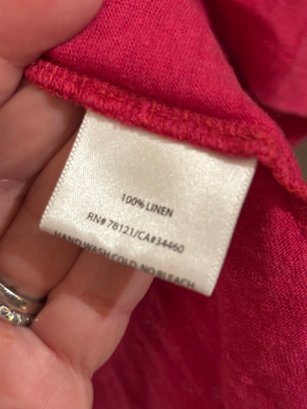 100% LINEN
RN# 78121/CA#34460
HAND WASH COLD NO BLEACH